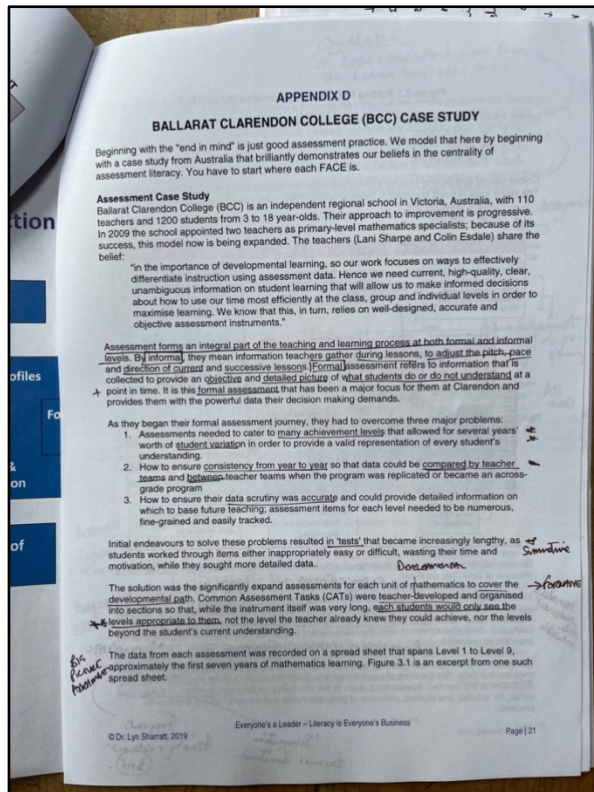 APPENDIX D
BALLARAT CLARENDON COLLEGE (BCC) CASE STUDY
Beginning with the "end in mind" is just good assessment practice. We model that here by beginning
with a case study from Australia that brilliantly demonstrates our beliefs in the centrality of
assessment literacy. You have to start where each FACE is.
Assessment Case Study
Ballarat Clarendon College (BCC) is an independent regional school in Victoria, Australia, with 110
teachers and 1200 students from 3 to 18 year-olds. Their approach to improvement is progressive.
In 2009 the school appointed two teachers as primary-level mathematics specialists; because of its
success, this model now is being expanded. The teachers (Lani Sharpe and Colin Esdale) share the
belief:
"in the importance of developmental learning, so our work focuses on ways to effectively
differentiate instruction using assessment data. Hence we need current, high-quality, clear,
unambiguous information on student learning that will allow us to make informed decisions
about how to use our time most efficiently at the class, group and individual levels in order to
maximise learning. We know that this, in turn, relies on well-designed, accurate and
objective assessment instruments."
Assessment forms an integral part of the teaching and learning process at both formal and informal
levels. By informal, they mean information teachers gather during lessons, to adjust the pitch, pace
and direction of current and successive lessons. Formal assessment refers to information that is
collected to provide an objective and detailed picture of what students do or do not understand at a
point in time. It is this formal assessment that has been a major focus for them at Clarendon and
provides them with the powerful data their decision making demands.
As they began their formal assessment journey, they had to overcome three major problems:
1. Assessments needed to cater to many achievement levels that allowed for several years'
worth of student variation in order to provide a valid representation of every student's
understanding.
2. How to ensure consistency from year to year so that data could be compared by teacher
teams and between teacher teams when the program was replicated or became an across-
grade program
3. How to ensure their data scrutiny was accurate and could provide detailed information on
which to base future teaching; assessment items for each level needed to be numerous,
fine-grained and easily tracked.
Initial endeavours to solve these problems resulted in 'tests' that became increasingly lengthy, as
students worked through items either inappropriately easy or difficult, wasting their time and
motivation, while they sought more detailed data.
Summative
The solution was the significantly expand assessments for each unit of mathematics to cover the
developmental path. Common Assessment Tasks (CATs) were teacher-developed and organised
into sections so that, while the instrument itself was very long, each students would only see the
levels appropriate to them, not the level the teacher already knew they could achieve, nor the levels
beyond the student's current understanding.
Formative
The data from each assessment was recorded on a spread sheet that spans Level 1 to Level 9,
approximately the first seven years of mathematics learning. Figure 3.1 is an excerpt from one such
spread sheet.
Big
Picture
Everyone's a Leader – Literacy is Everyone's Business
© Dr. Lyn Sharratt, 2019
Page | 21
tion
ofiles
Fo
&
on
of